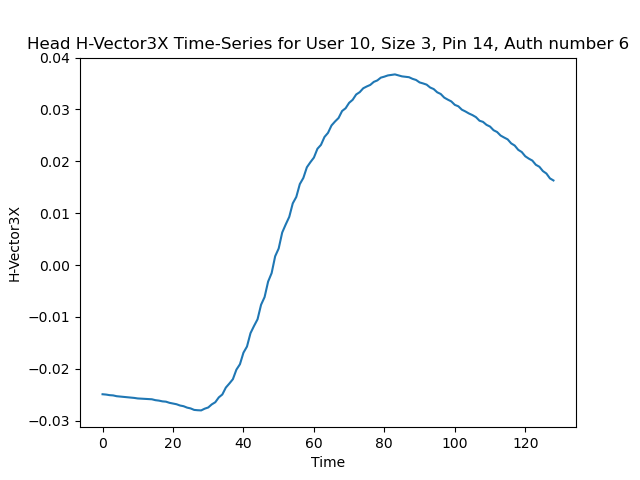 Head H-Vector3X Time-Series for User 10, Size 3, Pin 14, Auth number 6
0.04
0.03
0.02
0.01
0.00
−0.01
−0.02
−0.03
H-Vector3X
0 20 40 60 80 100 120
Time